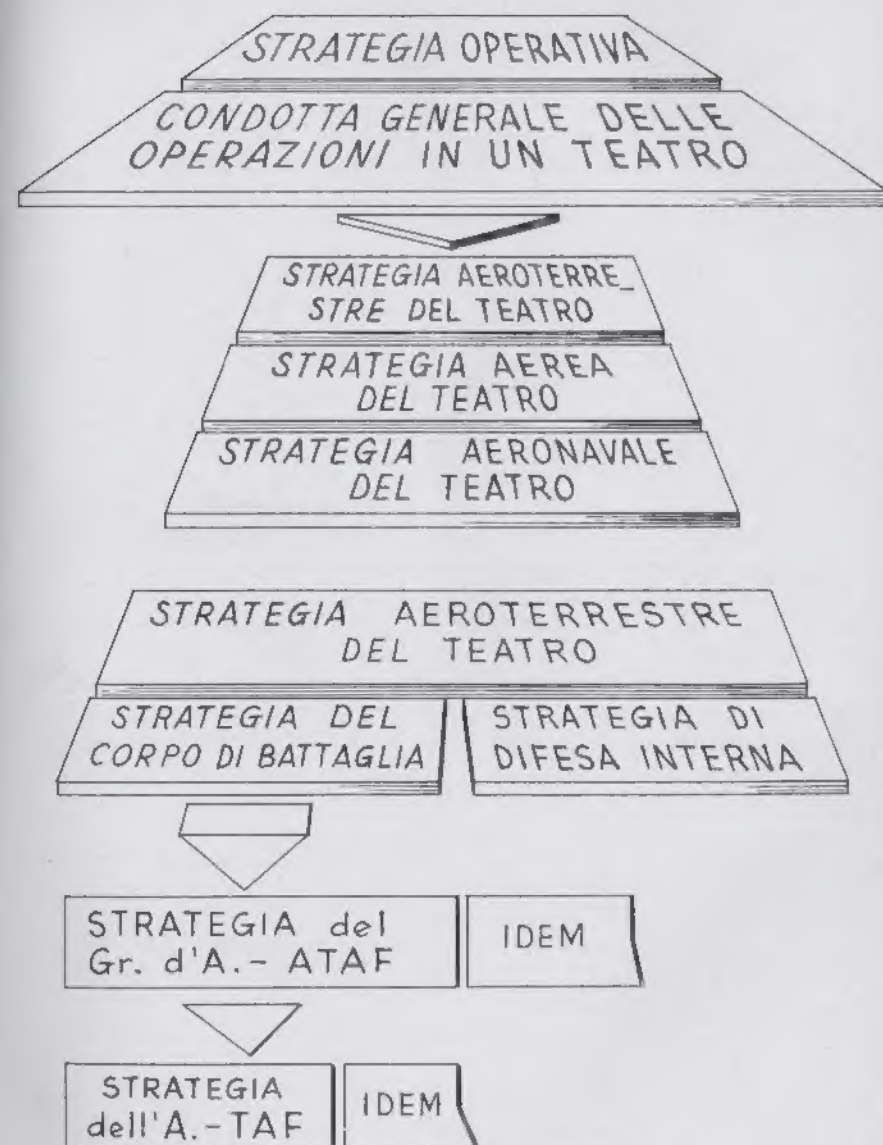 STRATEGIA OPERATIVA
CONDOTTA GENERALE DELLE
OPERAZIONI IN UN TEATRO
STRATEGIA AEROTERRE_
STRE DEL TEATRO
STRATEGIA AEREA
DEL TEATRO
STRATEGIA AERONAVALE
DEL TEATRO
STRATEGIA AEROTERRESTRE
DEL TEATRO
STRATEGIA DEL
CORPO DI BATTAGLIA
STRATEGIA DI
DIFESA INTERNA
STRATEGIA del
Gr. d'A.- ATAF
IDEM
STRATEGIA
dell'A.-TAF
IDEM